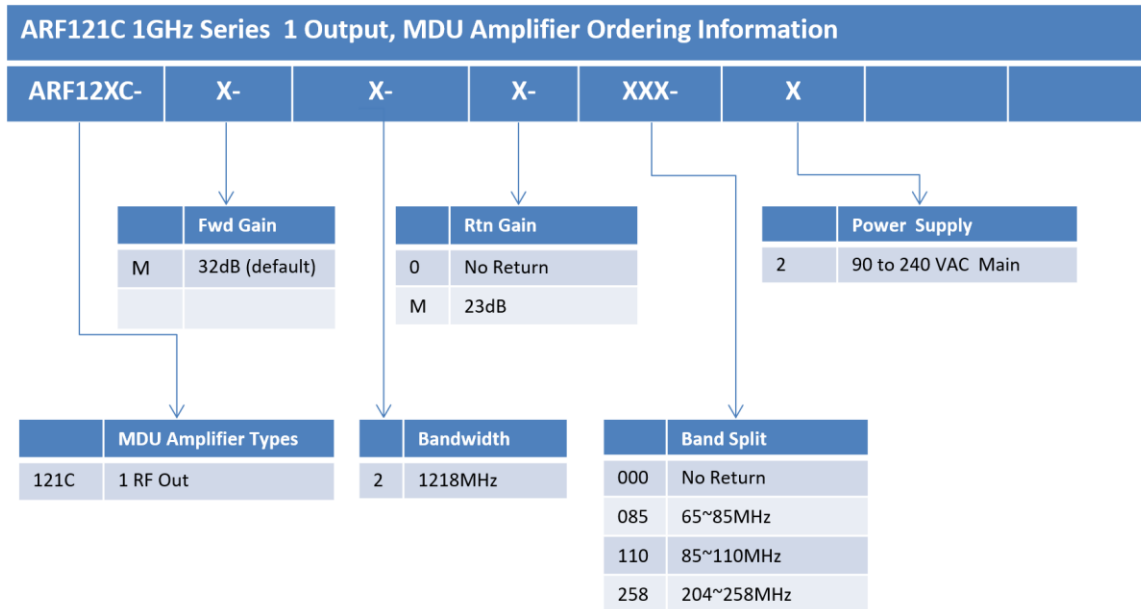 ARF121C 1GHz Series  1 Output, MDU Amplifier Ordering Information
ARF12XC- X- X- X- XXX- X
Fwd Gain
M 32dB (default)
Rtn Gain
0 No Return
M 23dB
Power  Supply
2 90 to 240 VAC  Main
MDU Amplifier Types
121C 1 RF Out
Bandwidth
2 1218MHz
Band Split
000 No Return
085 65~85MHz
110 85~110MHz
258 204~258MHz